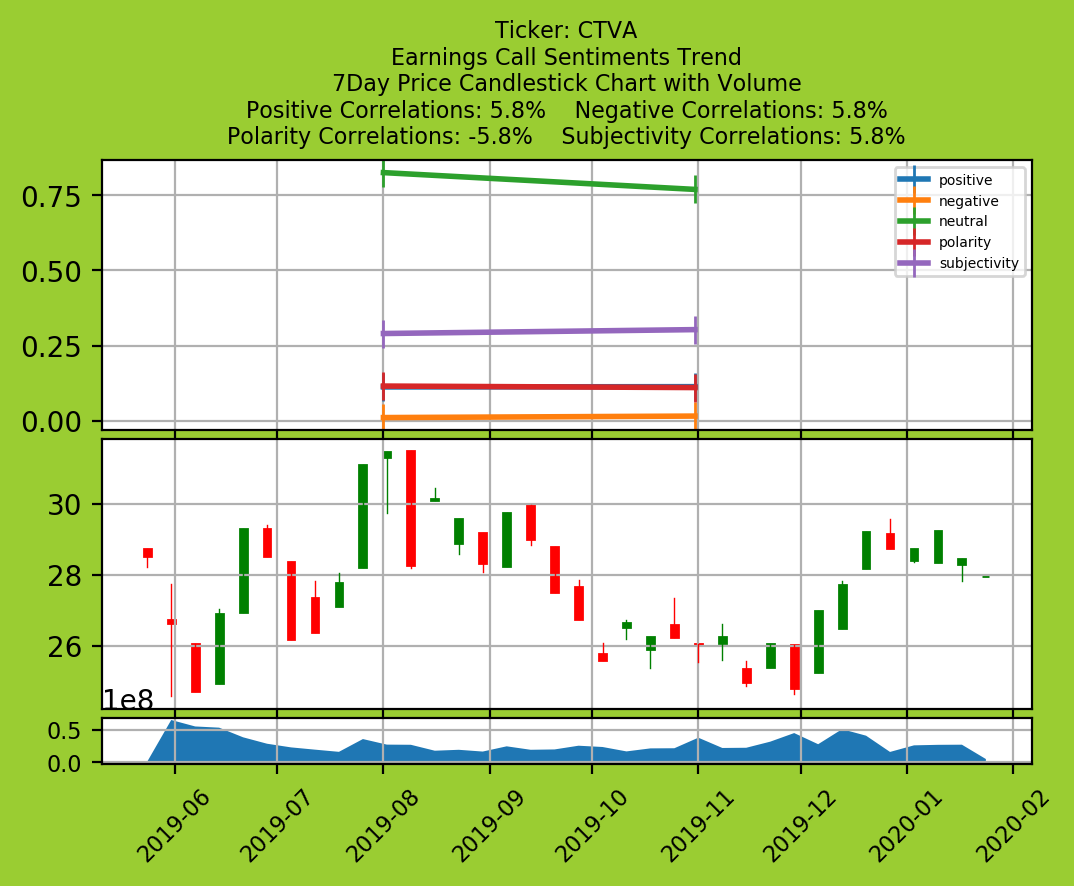 Ticker: CTVA
Earnings Call Sentiments Trend
7Day Price Candlestick Chart with Volume
Positive Correlations: 5.8%    Negative Correlations: 5.8%
Polarity Correlations: -5.8%    Subjectivity Correlations: 5.8%
0.75
0.50
0.25
0.00
positive
negative
neutral
polarity
subjectivity
30
28
26
1e8
0.5
0.0
2019-06
2019-07
2019-08
2019-09
2019-10
2019-11
2019-12
2020-01
2020-02